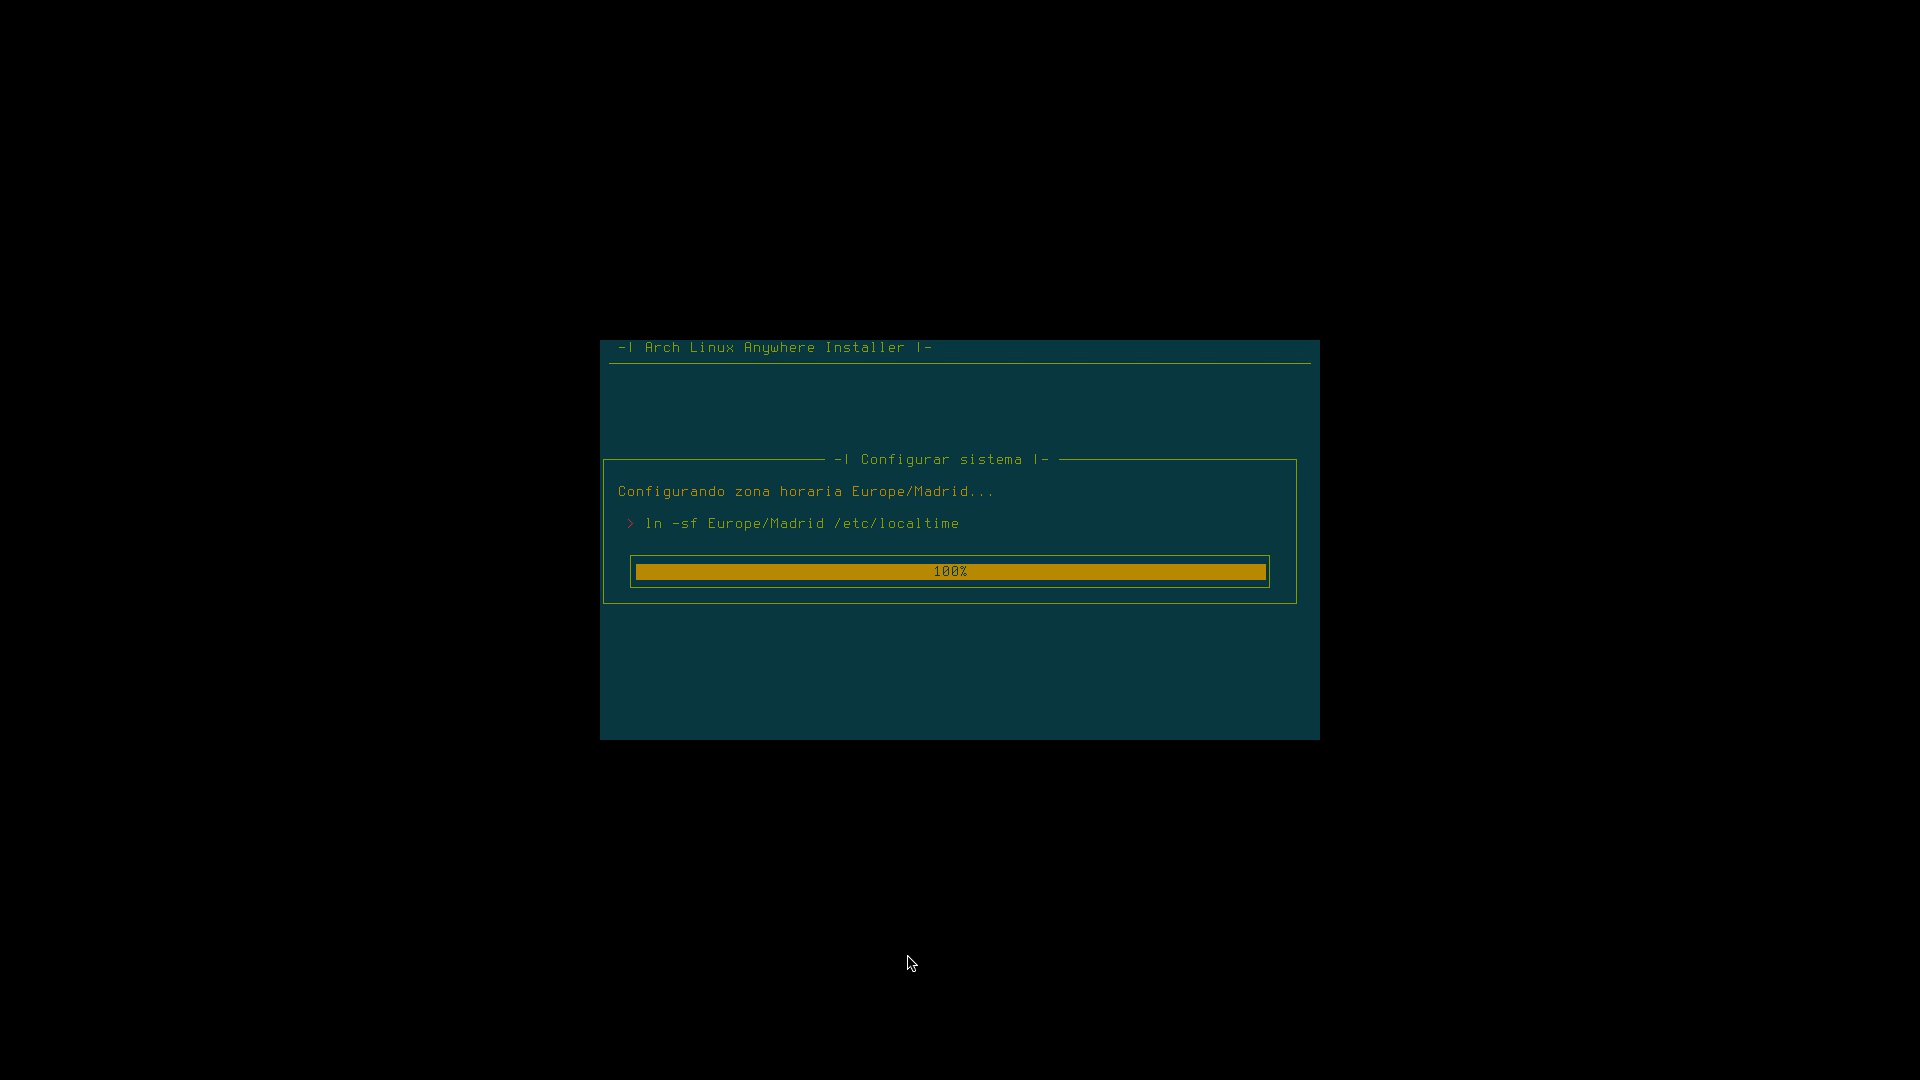 -| Arch Linux Anywhere Installer |-
-| Configurar sistema |-
Configurando zona horaria Europe/Madrid...
> ln -sf Europe/Madrid /etc/localtime
100%